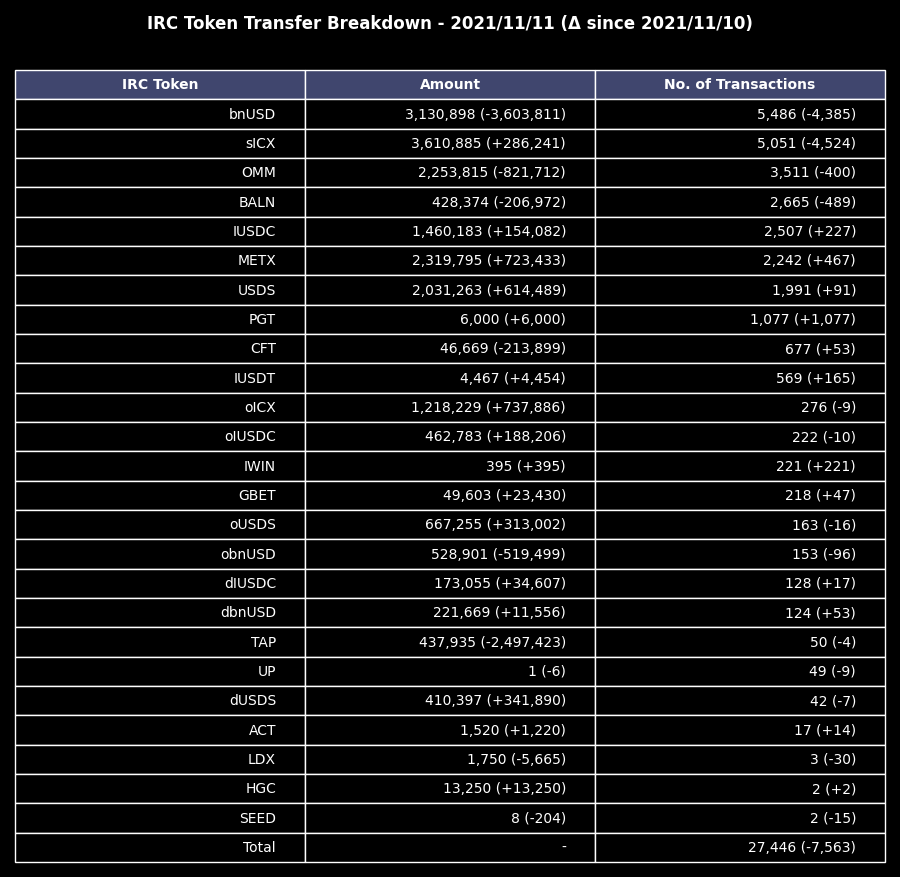 IRC Token Transfer Breakdown - 2021/11/11 (Δ since 2021/11/10)
IRC Token Amount No. of Transactions
bnUSD 3,130,898 (-3,603,811) 5,486 (-4,385)
sICX 3,610,885 (+286,241) 5,051 (-4,524)
OMM 2,253,815 (-821,712) 3,511 (-400)
BALN 428,374 (-206,972) 2,665 (-489)
IUSDC 1,460,183 (+154,082) 2,507 (+227)
METX 2,319,795 (+723,433) 2,242 (+467)
USDS 2,031,263 (+614,489) 1,991 (+91)
PGT 6,000 (+6,000) 1,077 (+1,077)
CFT 46,669 (-213,899) 677 (+53)
IUSDT 4,467 (+4,454) 569 (+165)
oICX 1,218,229 (+737,886) 276 (-9)
oIUSDC 462,783 (+188,206) 222 (-10)
IWIN 395 (+395) 221 (+221)
GBET 49,603 (+23,430) 218 (+47)
oUSDS 667,255 (+313,002) 163 (-16)
obnUSD 528,901 (-519,499) 153 (-96)
dIUSDC 173,055 (+34,607) 128 (+17)
dbnUSD 221,669 (+11,556) 124 (+53)
TAP 437,935 (-2,497,423) 50 (-4)
UP 1 (-6) 49 (-9)
dUSDS 410,397 (+341,890) 42 (-7)
ACT 1,520 (+1,220) 17 (+14)
LDX 1,750 (-5,665) 3 (-30)
HGC 13,250 (+13,250) 2 (+2)
SEED 8 (-204) 2 (-15)
Total - 27,446 (-7,563)